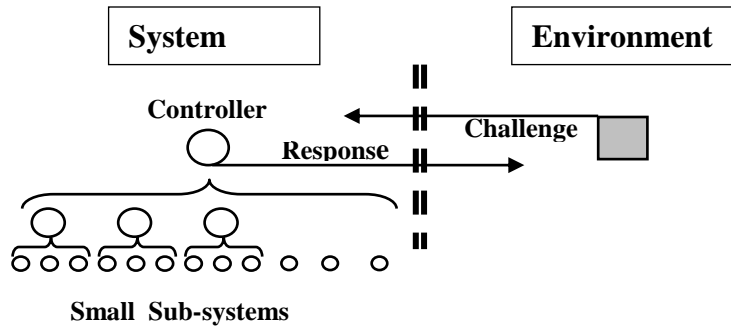 System
Environment
Controller
Challenge
Response
Small Sub-systems